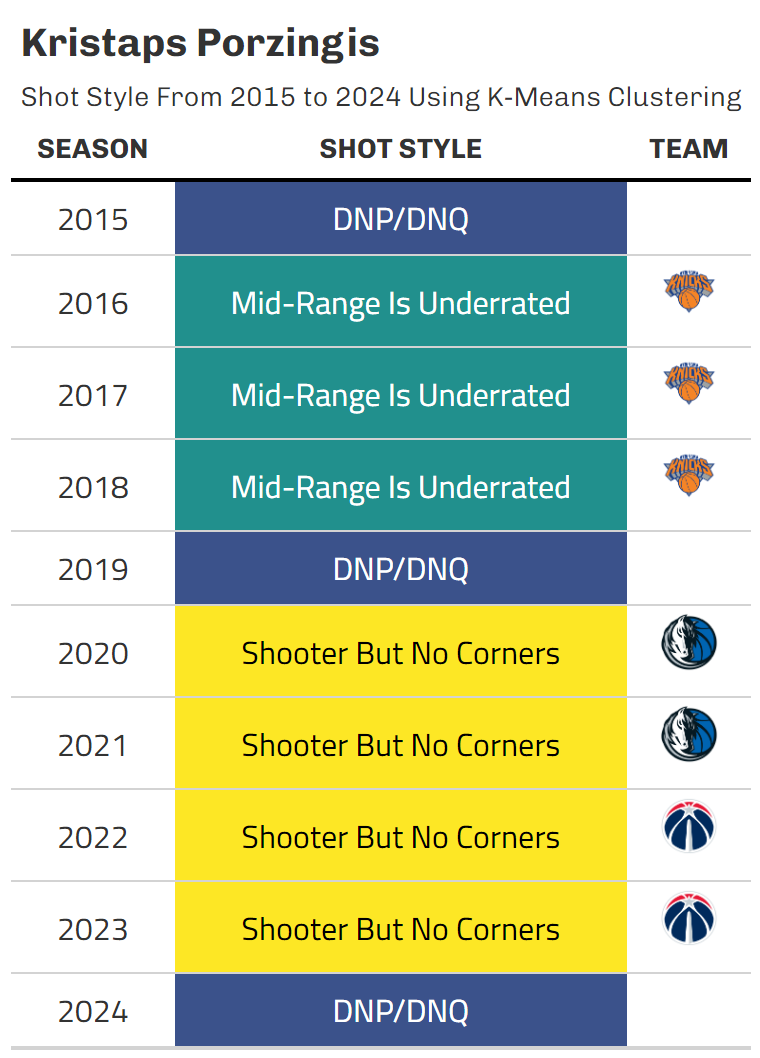 Kristaps Porzingis
Shot Style From 2015 to 2024 Using K-Means Clustering
SEASON SHOT STYLE TEAM
2015 DNP/DNQ
2016 Mid-Range Is Underrated KNICKS
2017 Mid-Range Is Underrated KNICKS
2018 Mid-Range Is Underrated KNICKS
2019 DNP/DNQ
2020 Shooter But No Corners
2021 Shooter But No Corners
2022 Shooter But No Corners
2023 Shooter But No Corners
2024 DNP/DNQ